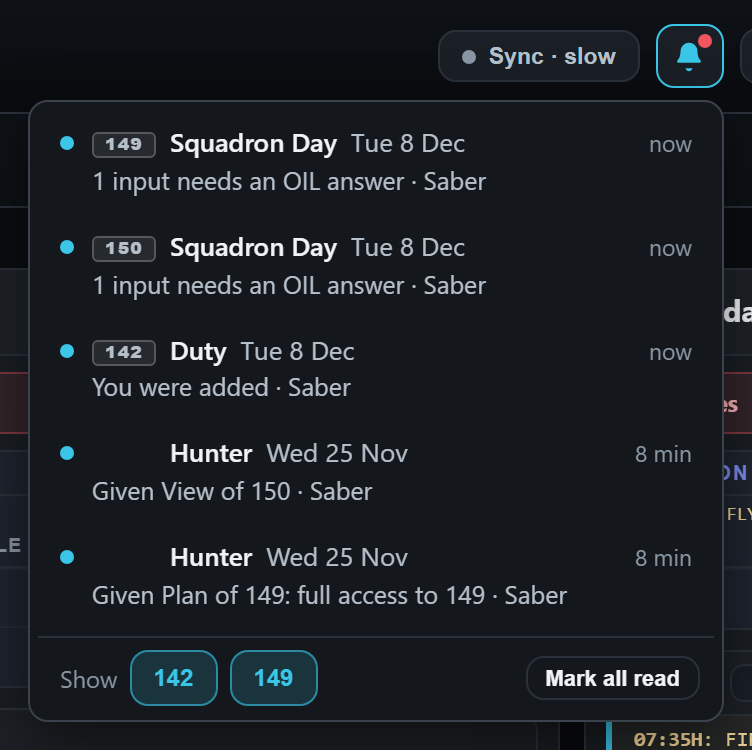 Sync · slow
149 Squadron Day Tue 8 Dec now
1 input needs an OIL answer · Saber
150 Squadron Day Tue 8 Dec now
1 input needs an OIL answer · Saber
142 Duty Tue 8 Dec now
You were added · Saber
Hunter Wed 25 Nov 8 min
Given View of 150 · Saber
Hunter Wed 25 Nov 8 min
Given Plan of 149: full access to 149 · Saber
Show 142 149 Mark all read
07:35H: